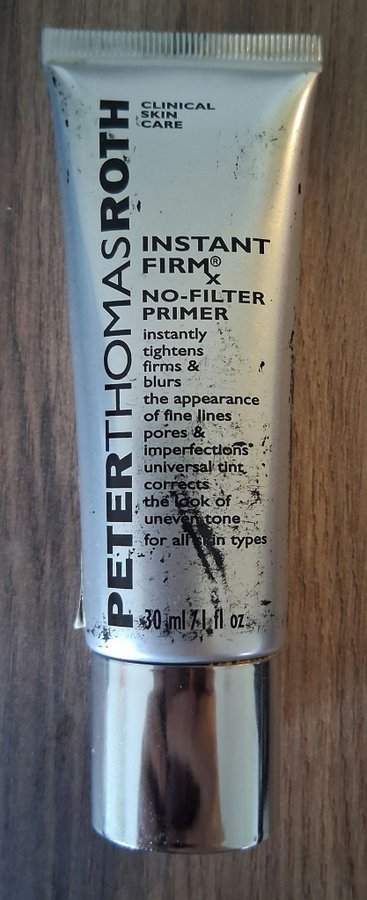 PETERTHOMASROTH
CLINICAL
SKIN
CARE
INSTANT
FIRM®x
NO-FILTER
PRIMER
instantly
tightens
firms &
blurs
the appearance
of fine lines
pores &
imperfections
universal tint
corrects
the look of
uneven tone
for all skin types
30 ml / 1 fl oz